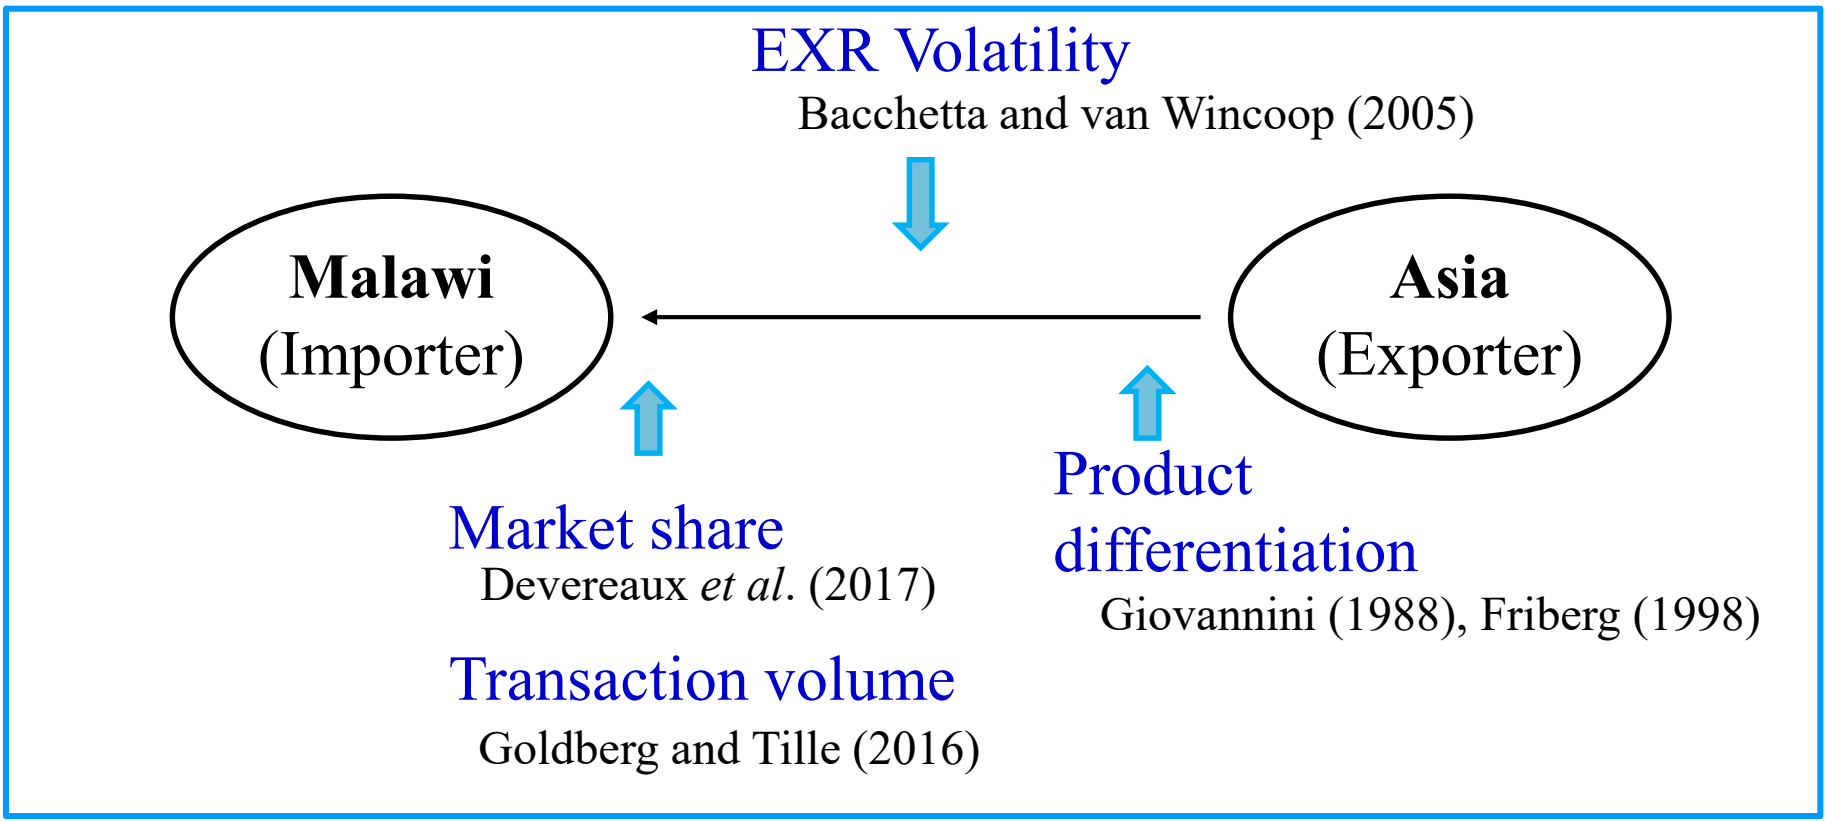 EXR Volatility
Bacchetta and van Wincoop (2005)
Malawi
(Importer)
Asia
(Exporter)
Market share
Devereaux et al. (2017)
Transaction volume
Goldberg and Tille (2016)
Product
differentiation
Giovannini (1988), Friberg (1998)